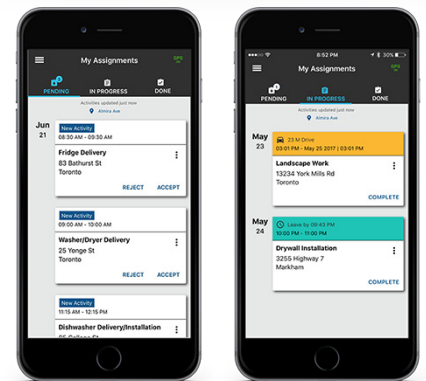 My Assignments
GPS
PENDING
IN PROGRESS
DONE
Activities updated just now
Almira Ave
Jun
21
New Activity
08:30 AM - 09:30 AM
Fridge Delivery
83 Bathurst St
Toronto
REJECT ACCEPT
New Activity
09:00 AM - 10:00 AM
Washer/Dryer Delivery
25 Yonge St
Toronto
REJECT ACCEPT
New Activity
11:15 AM - 12:15 PM
Dishwasher Delivery/Installation
8:52 PM
30%
My Assignments
GPS
PENDING
IN PROGRESS
DONE
Activities updated just now
Almira Ave
May
23
23 M Drive
03:01 PM - May 25 2017 | 03:01 PM
Landscape Work
13234 York Mills Rd
Toronto
COMPLETE
May
24
Leave by 09:43 PM
10:00 PM - 11:00 PM
Drywall Installation
3255 Highway 7
Markham
COMPLETE